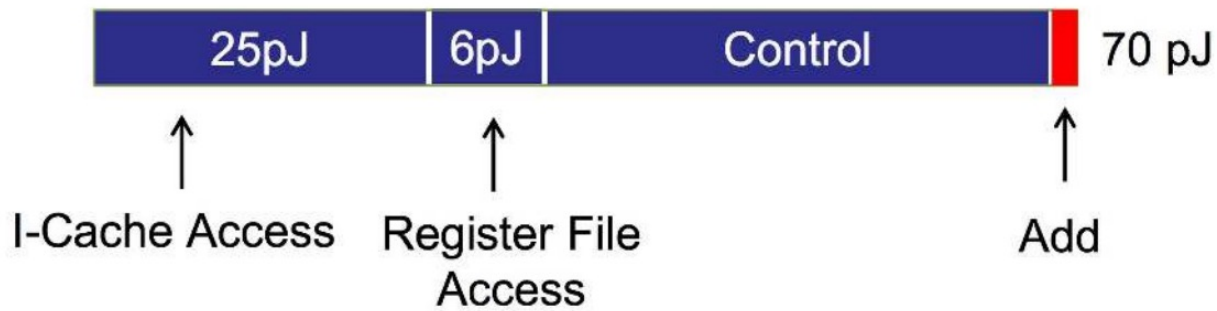 25pJ 6pJ Control 70 pJ
I-Cache Access Register File Add
Access